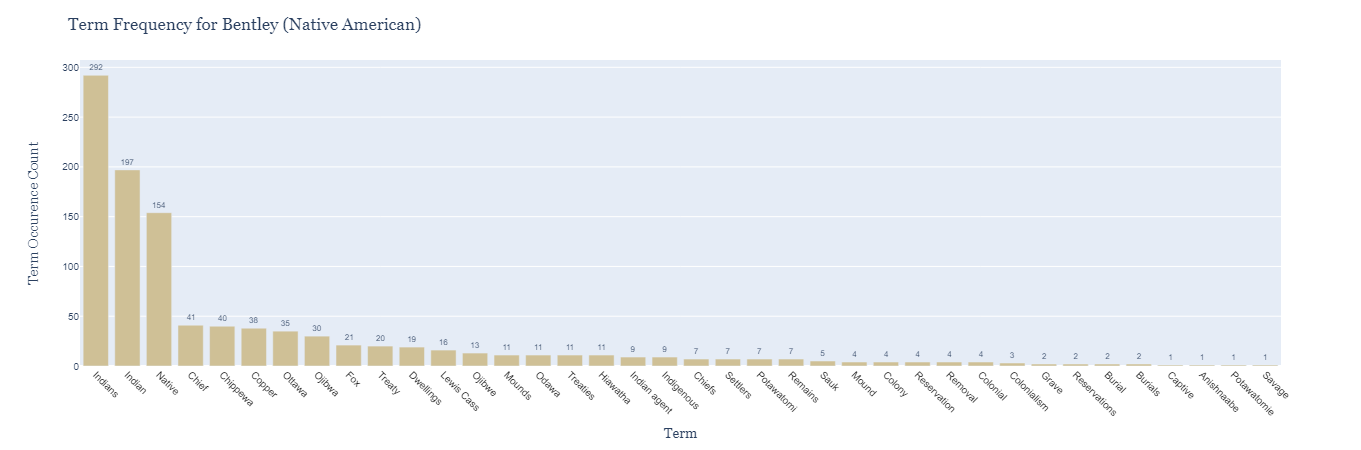 Term Frequency for Bentley (Native American)
Term Occurence Count
300
250
200
150
100
50
0
292
197
154
41
40
38
35
30
21
20
19
16
13
11
11
11
11
9
9
7
7
7
7
5
4
4
4
4
4
3
2
2
2
2
1
1
1
1
Indians
Indian
Native
Chief
Chippewa
Copper
Ottawa
Ojibwa
Fox
Treaty
Dwellings
Lewis Cass
Ojibwe
Mounds
Odawa
Treaties
Hiawatha
Indian agent
Indigenous
Chiefs
Settlers
Potawatomi
Remains
Sauk
Mound
Colony
Reservation
Removal
Colonial
Colonialism
Grave
Reservations
Burial
Burials
Captive
Anishnaabe
Potawatomie
Savage
Term